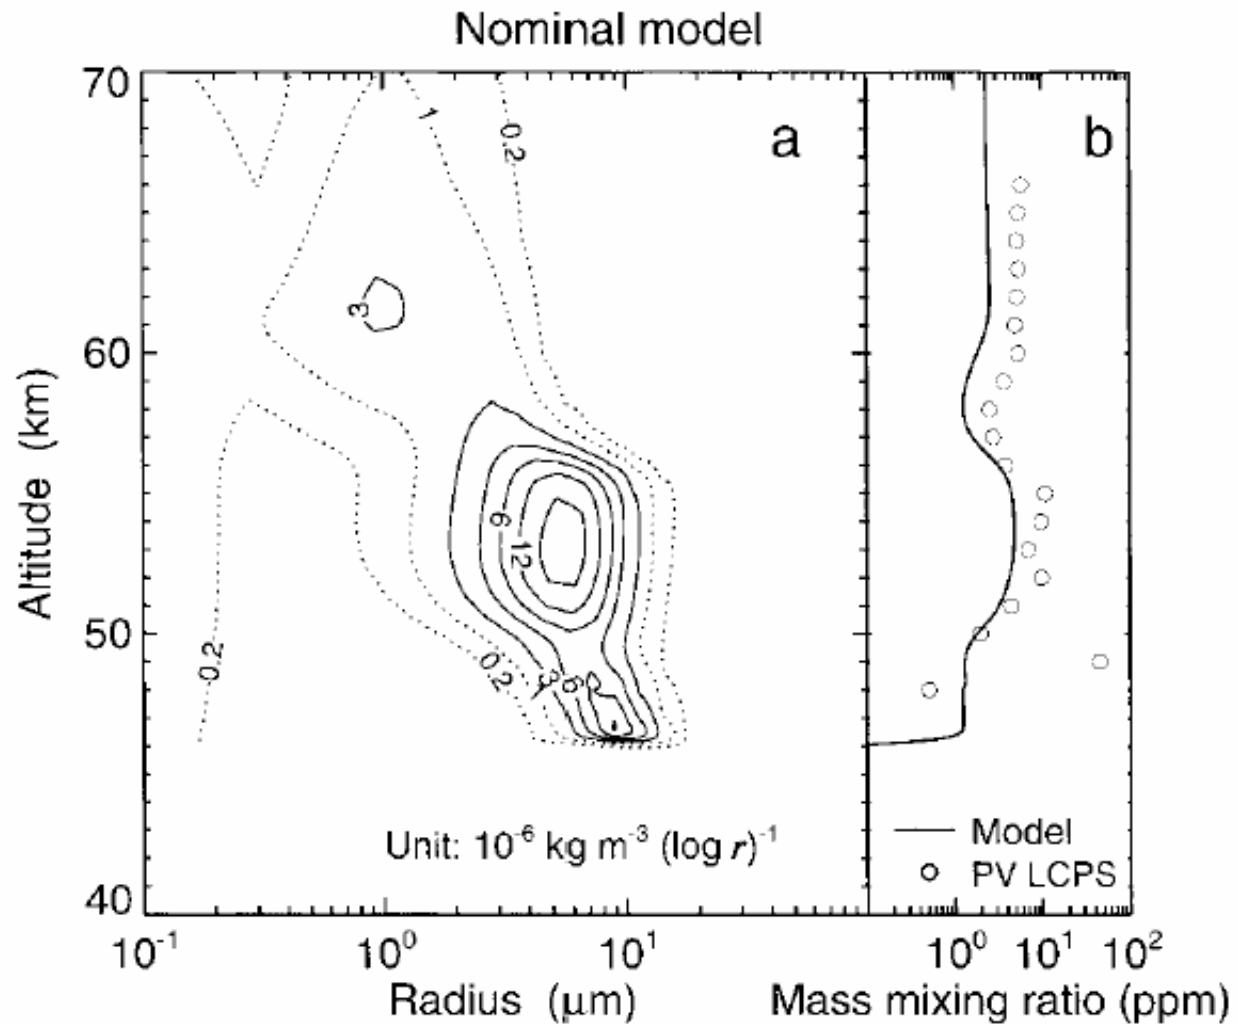 Nominal model
70
60
50
40
Altitude (km)
a
1
0.2
3
6
12
0.2
0.2
3
6
Unit: 10⁻⁶ kg m⁻³ (log r)⁻¹
10⁻¹
10⁰
10¹
Radius (μm)
b
Model
PV LCPS
10⁰
10¹
10²
Mass mixing ratio (ppm)